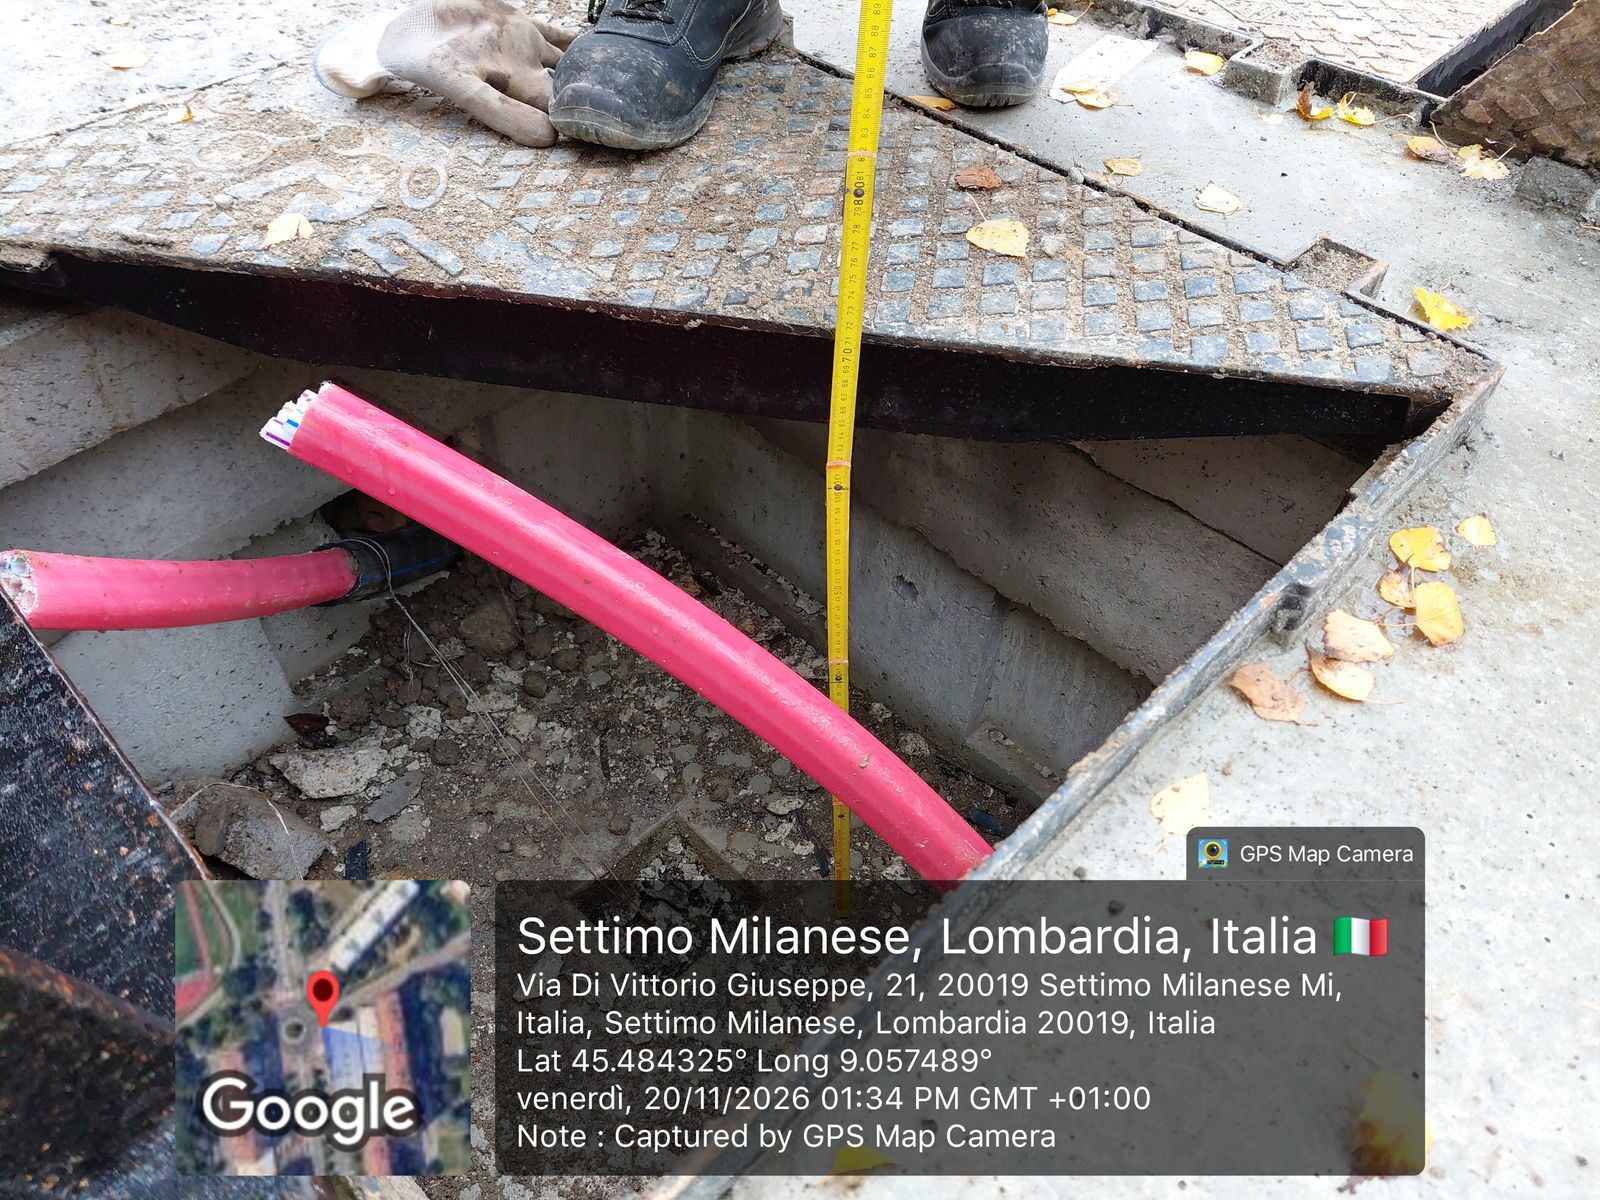 GPS Map Camera
Settimo Milanese, Lombardia, Italia 🇮🇹
Via Di Vittorio Giuseppe, 21, 20019 Settimo Milanese Mi,
Italia, Settimo Milanese, Lombardia 20019, Italia
Lat 45.484325° Long 9.057489°
venerdì, 20/11/2026 01:34 PM GMT +01:00
Note : Captured by GPS Map Camera
Google